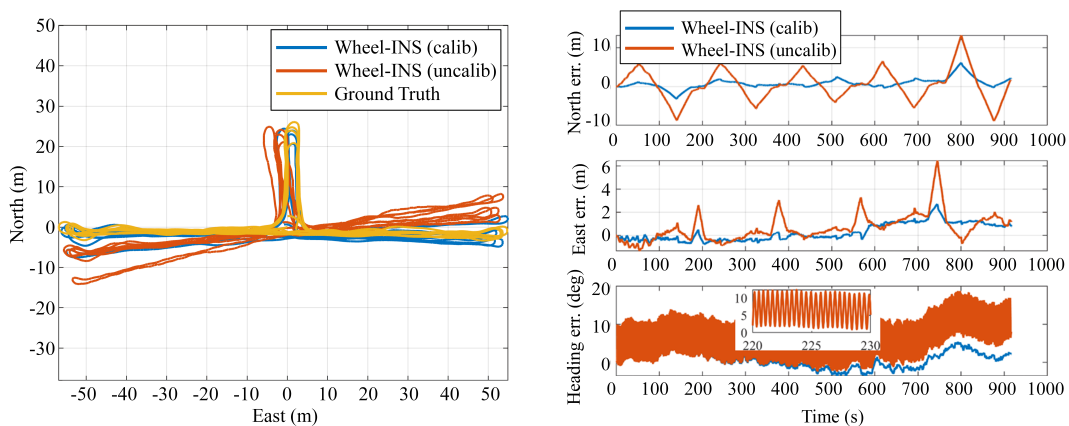 50
40
30
20
10
0
-10
-20
-30
North (m)
Wheel-INS (calib)
Wheel-INS (uncalib)
Ground Truth
-50 -40 -30 -20 -10 0 10 20 30 40 50
East (m)
Wheel-INS (calib)
Wheel-INS (uncalib)
North err. (m)
10
0
-10
0 100 200 300 400 500 600 700 800 900 1000
East err. (m)
6
4
2
0
0 100 200 300 400 500 600 700 800 900 1000
Heading err. (deg)
20
10
0
10
5
0
220 225 230
0 100 200 300 400 500 600 700 800 900 1000
Time (s)